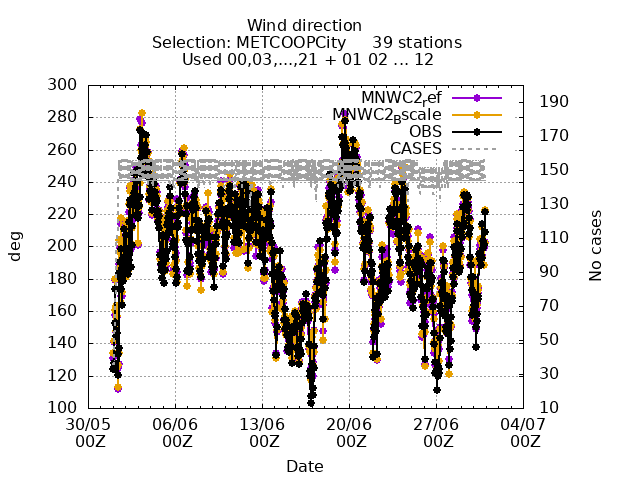 Wind direction
Selection: METCOOPCity 39 stations
Used 00,03,...,21 + 01 02 ... 12
MNWC2_ref
MNWC2_Bscale
OBS
CASES
300
280
260
240
220
200
180
160
140
120
100
190
170
150
130
110
90
70
50
30
10
deg
No cases
30/05 06/06 13/06 20/06 27/06 04/07
00Z 00Z 00Z 00Z 00Z 00Z
Date